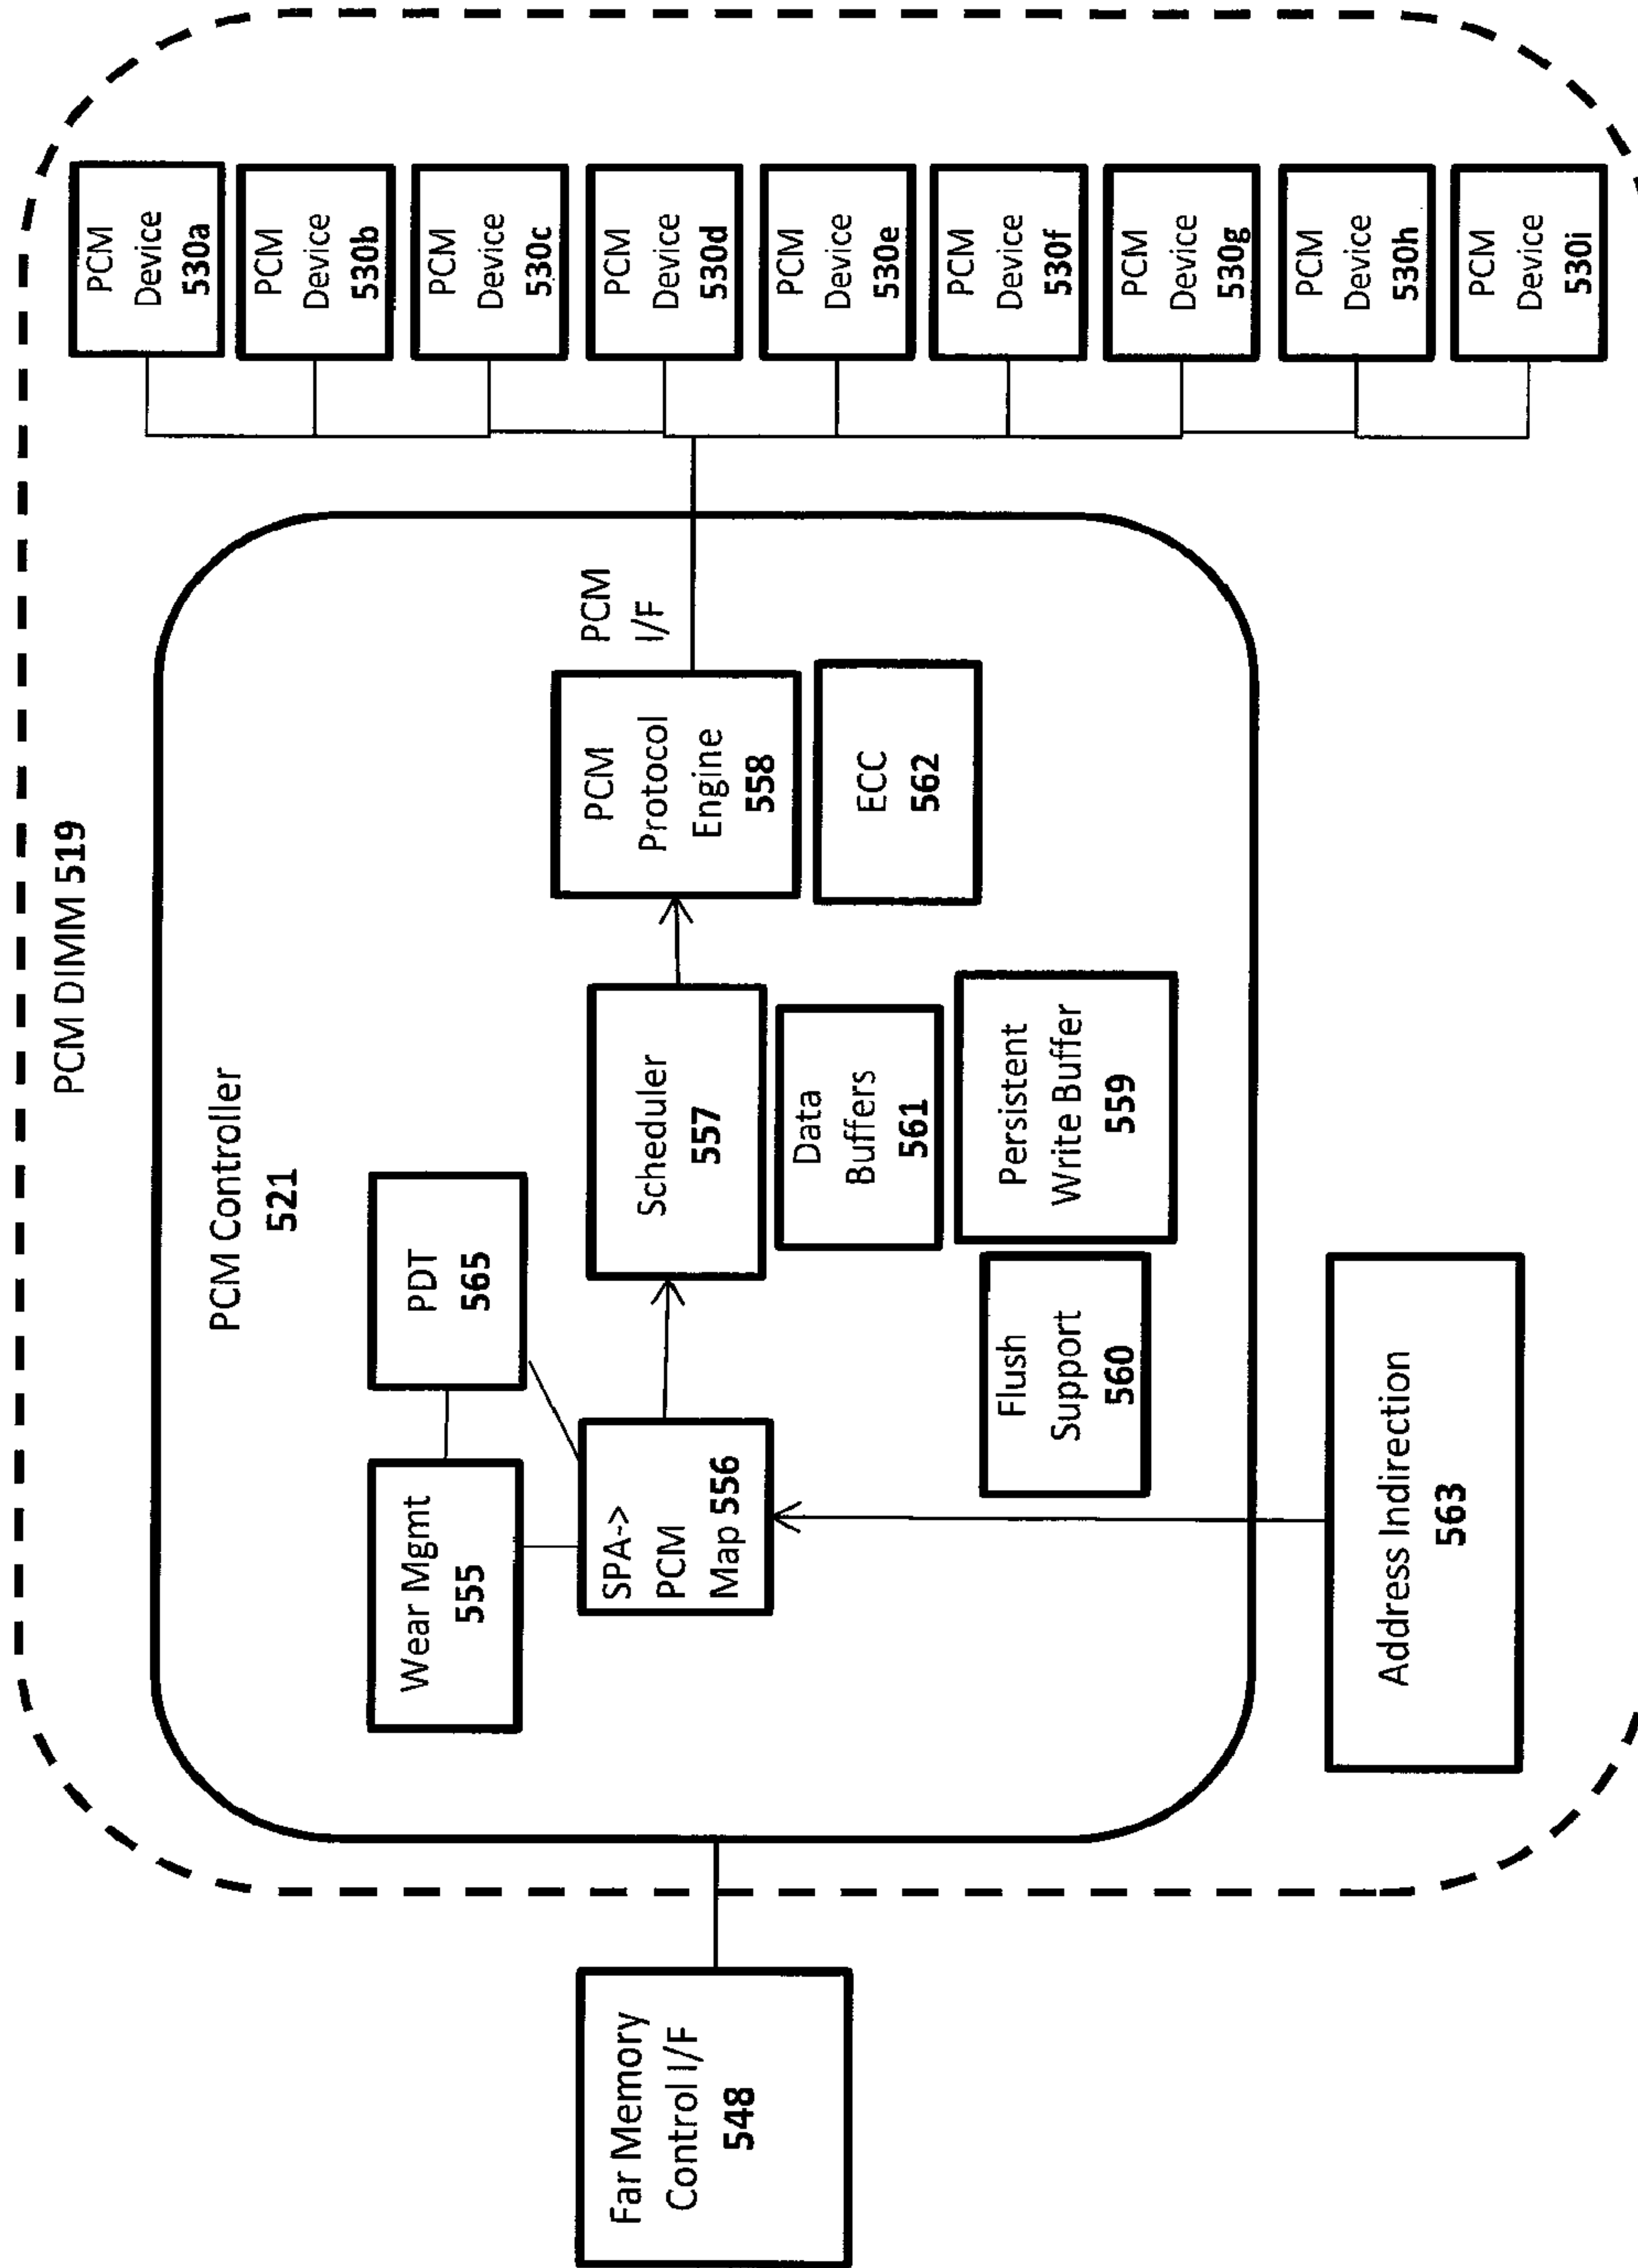 PCM DIMM 519
PCM Controller
521
Far Memory
Control I/F
548
Wear Mgmt
555
PDT
565
SPA->
PCM
Map 556
Scheduler
557
PCM
Protocol
Engine
558
PCM
I/F
Data
Buffers
561
ECC
562
Flush
Support
560
Persistent
Write Buffer
559
Address Indirection
563
PCM
Device
530a
PCM
Device
530b
PCM
Device
530c
PCM
Device
530d
PCM
Device
530e
PCM
Device
530f
PCM
Device
530g
PCM
Device
530h
PCM
Device
530i